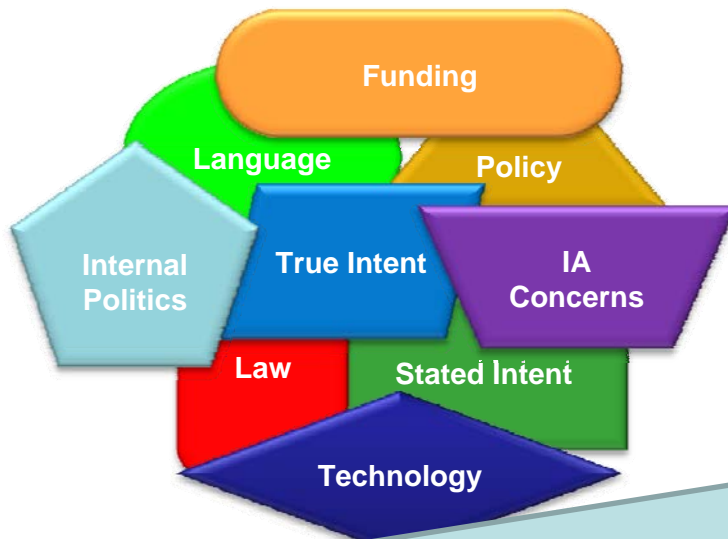 Funding
Language
Policy
Internal
Politics
True Intent
IA
Concerns
Law
Stated Intent
Technology